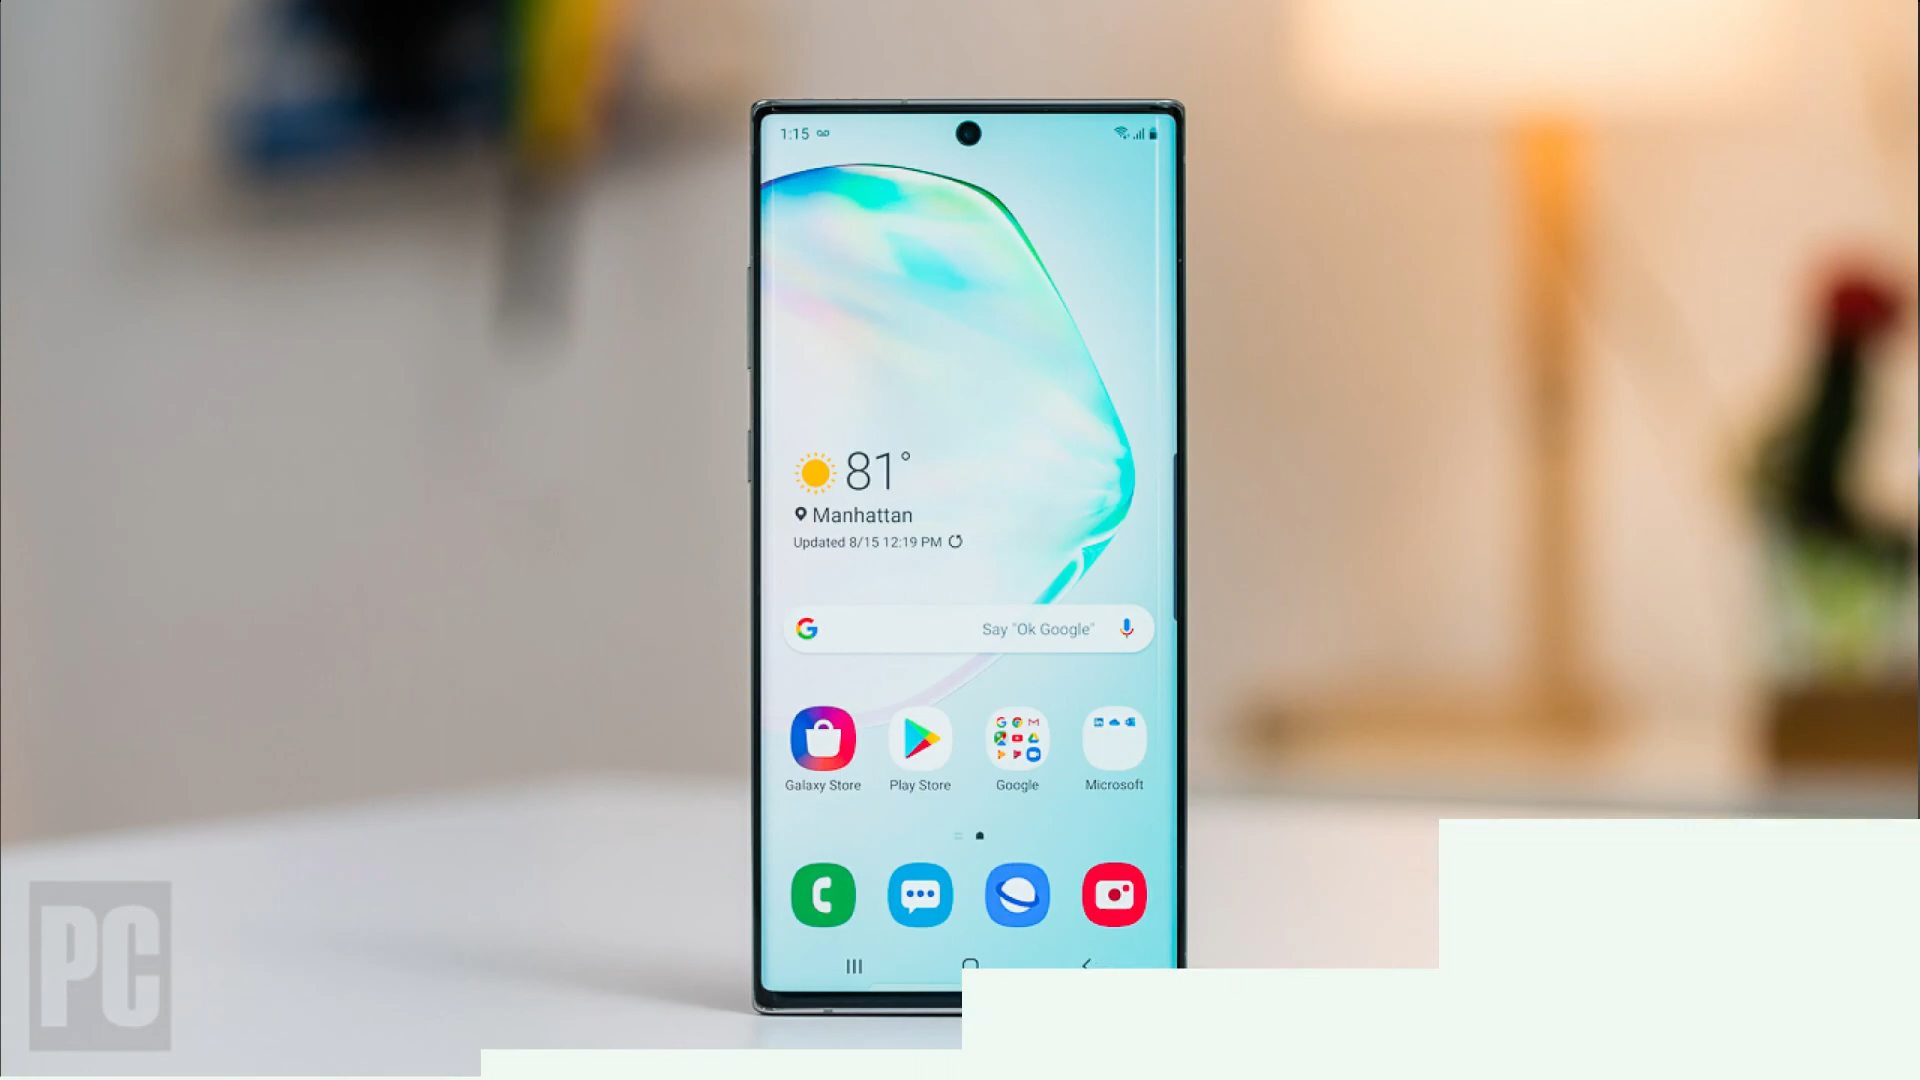 1:15
81°
Manhattan
Updated 8/15 12:19 PM
G Say "Ok Google"
Galaxy Store
Play Store
Google
Microsoft
PC